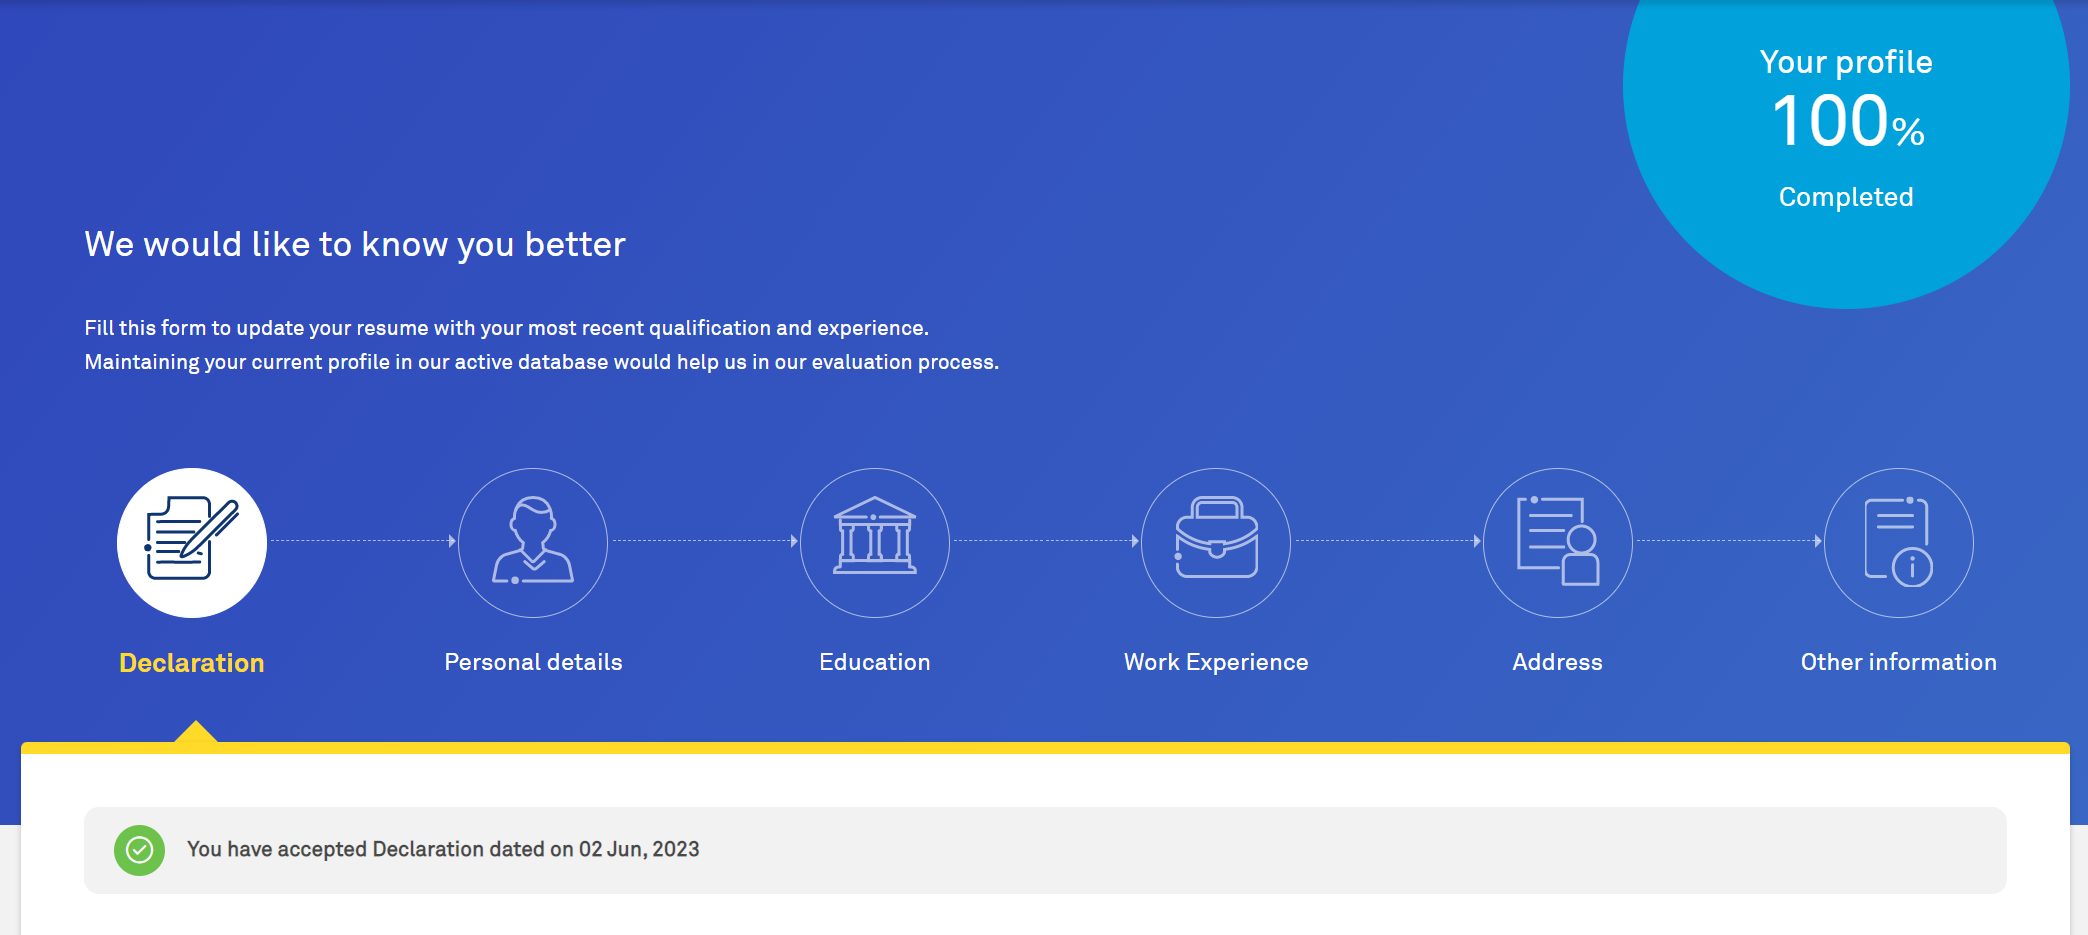 Your profile
100%
Completed
We would like to know you better
Fill this form to update your resume with your most recent qualification and experience.
Maintaining your current profile in our active database would help us in our evaluation process.
Declaration
Personal details
Education
Work Experience
Address
Other information
You have accepted Declaration dated on 02 Jun, 2023